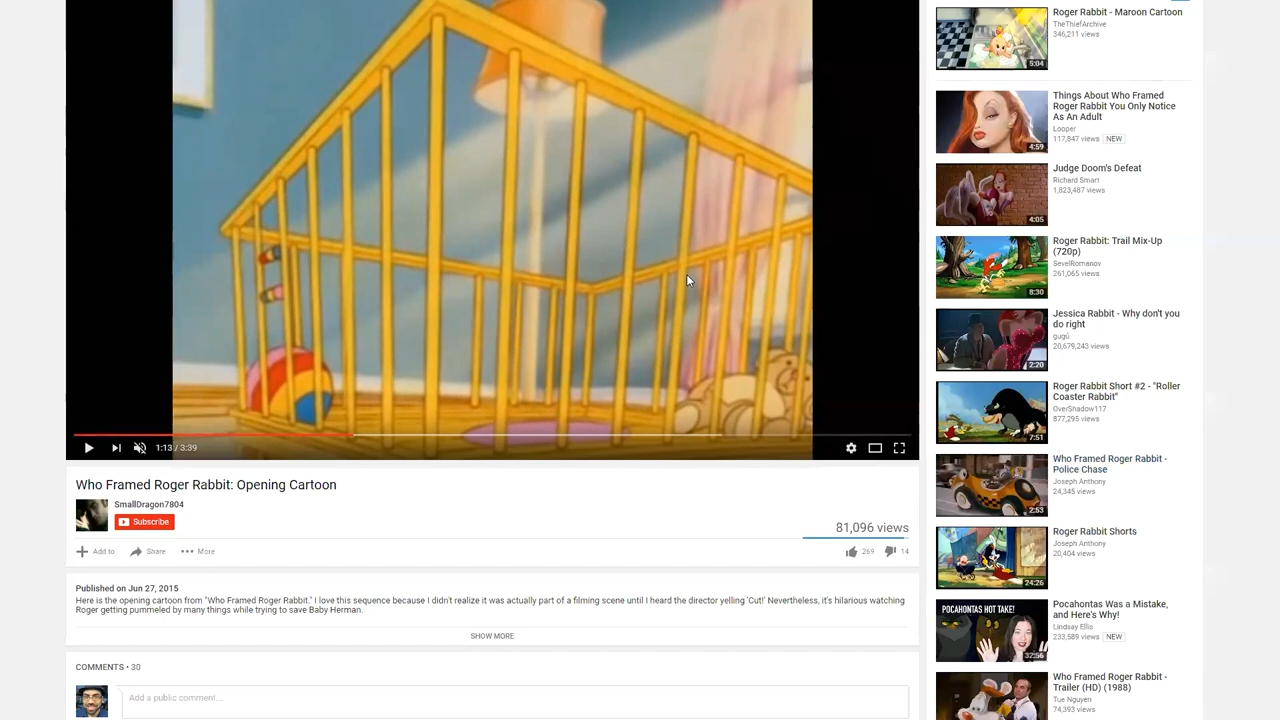 1:13 / 3:39
Who Framed Roger Rabbit: Opening Cartoon
SmallDragon7804
Subscribe
81,096 views
Add to
Share
More
269
14
Published on Jun 27, 2015
Here is the opening cartoon from "Who Framed Roger Rabbit." I love this sequence because I didn't realize it was actually part of a filming scene until I heard the director yelling 'Cut!' Nevertheless, it's hilarious watching
Roger getting pummeled by many things while trying to save Baby Herman.
SHOW MORE
COMMENTS • 30
Add a public comment...
Roger Rabbit - Maroon Cartoon
TheThiefArchive
346,211 views
5:04
Things About Who Framed
Roger Rabbit You Only Notice
As An Adult
Looper
117,847 views NEW
4:59
Judge Doom's Defeat
Richard Smart
1,823,487 views
4:05
Roger Rabbit: Trail Mix-Up
(720p)
SevelRomanov
261,065 views
8:30
Jessica Rabbit - Why don't you
do right
gugû
20,679,243 views
2:20
Roger Rabbit Short #2 - "Roller
Coaster Rabbit"
OverShadow117
877,295 views
7:51
Who Framed Roger Rabbit -
Police Chase
Joseph Anthony
24,345 views
2:53
Roger Rabbit Shorts
Joseph Anthony
20,404 views
24:26
POCAHONTAS HOT TAKE!
Pocahontas Was a Mistake,
and Here's Why!
Lindsay Ellis
233,589 views NEW
32:56
Who Framed Roger Rabbit -
Trailer (HD) (1988)
Tue Nguyen
74,393 views